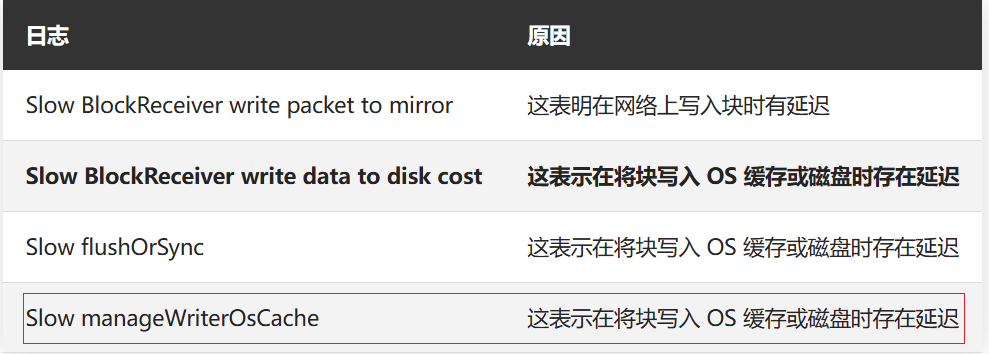 日志 原因
Slow BlockReceiver write packet to mirror 这表明在网络上写入块时有延迟
Slow BlockReceiver write data to disk cost 这表示在将块写入 OS 缓存或磁盘时存在延迟
Slow flushOrSync 这表示在将块写入 OS 缓存或磁盘时存在延迟
Slow manageWriterOsCache 这表示在将块写入 OS 缓存或磁盘时存在延迟